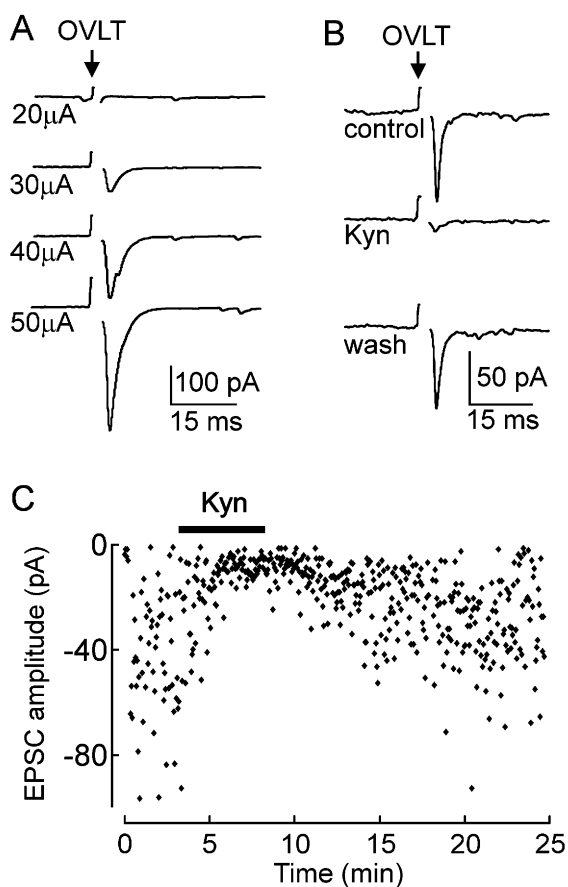 A
OVLT
20µA
30µA
40µA
50µA
100 pA
15 ms
B
OVLT
control
Kyn
wash
50 pA
15 ms
C
Kyn
EPSC amplitude (pA)
0
-40
-80
0 5 10 15 20 25
Time (min)